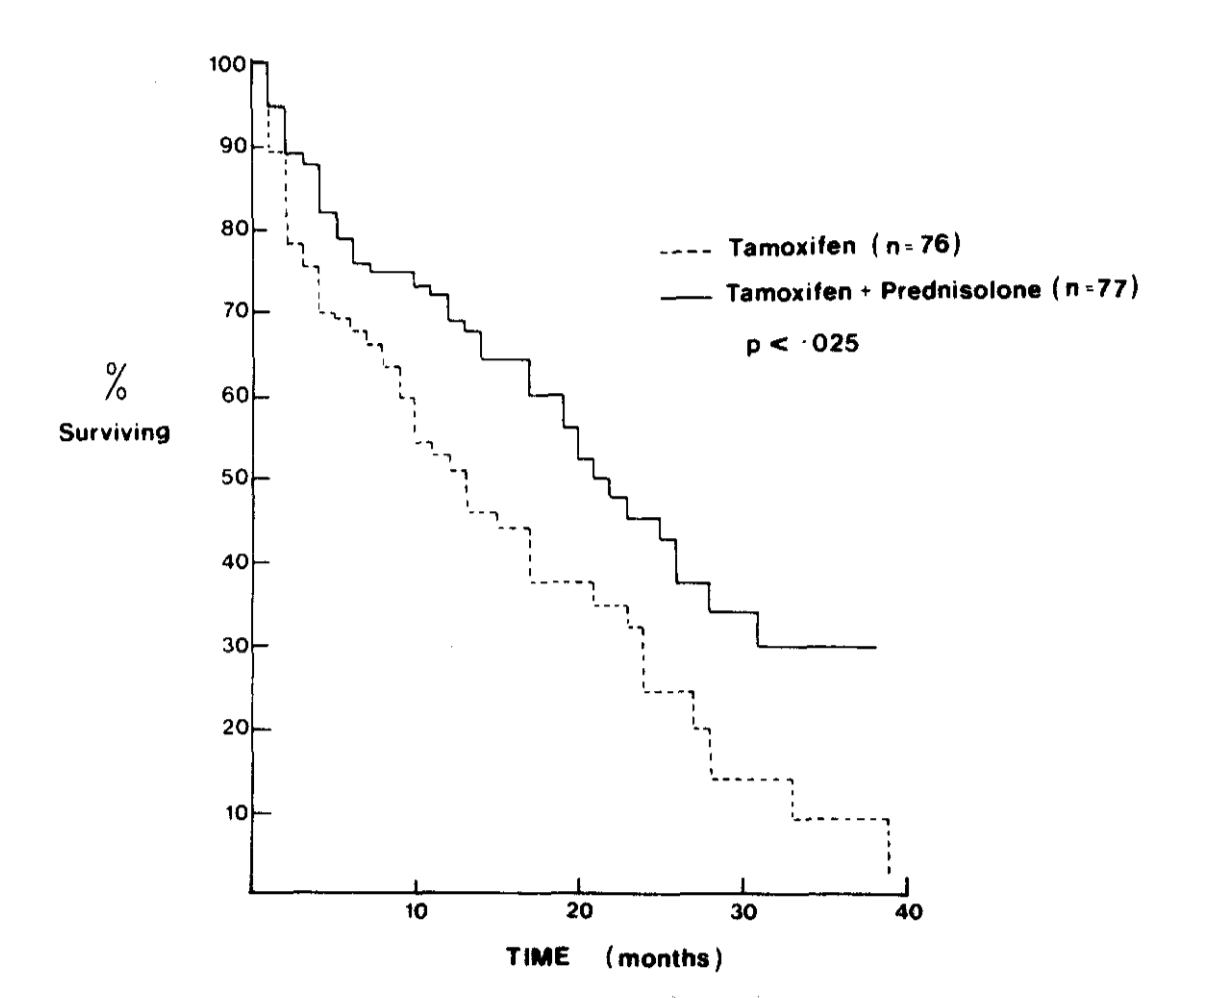 100
90
80
70
60
50
40
30
20
10
%
Surviving
Tamoxifen (n=76)
Tamoxifen + Prednisolone (n=77)
p < ·025
10 20 30 40
TIME (months)